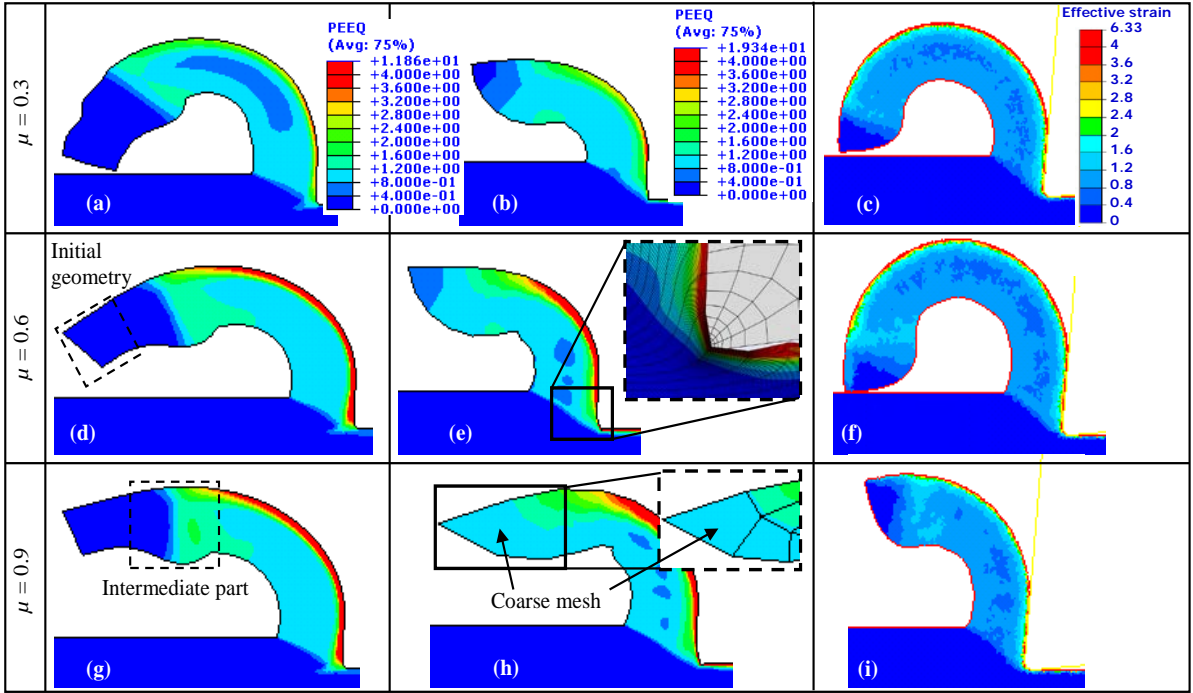 μ = 0.3
PEEQ
(Avg: 75%)
+1.186e+01
+4.000e+00
+3.600e+00
+3.200e+00
+2.800e+00
+2.400e+00
+2.000e+00
+1.600e+00
+1.200e+00
+8.000e-01
+4.000e-01
+0.000e+00
(a)
PEEQ
(Avg: 75%)
+1.934e+01
+4.000e+00
+3.600e+00
+3.200e+00
+2.800e+00
+2.400e+00
+2.000e+00
+1.600e+00
+1.200e+00
+8.000e-01
+4.000e-01
+0.000e+00
(b)
Effective strain
6.33
4
3.6
3.2
2.8
2.4
2
1.6
1.2
0.8
0.4
0
(c)
μ = 0.6
Initial
geometry
(d)
(e)
(f)
μ = 0.9
Intermediate part
(g)
Coarse mesh
(h)
(i)